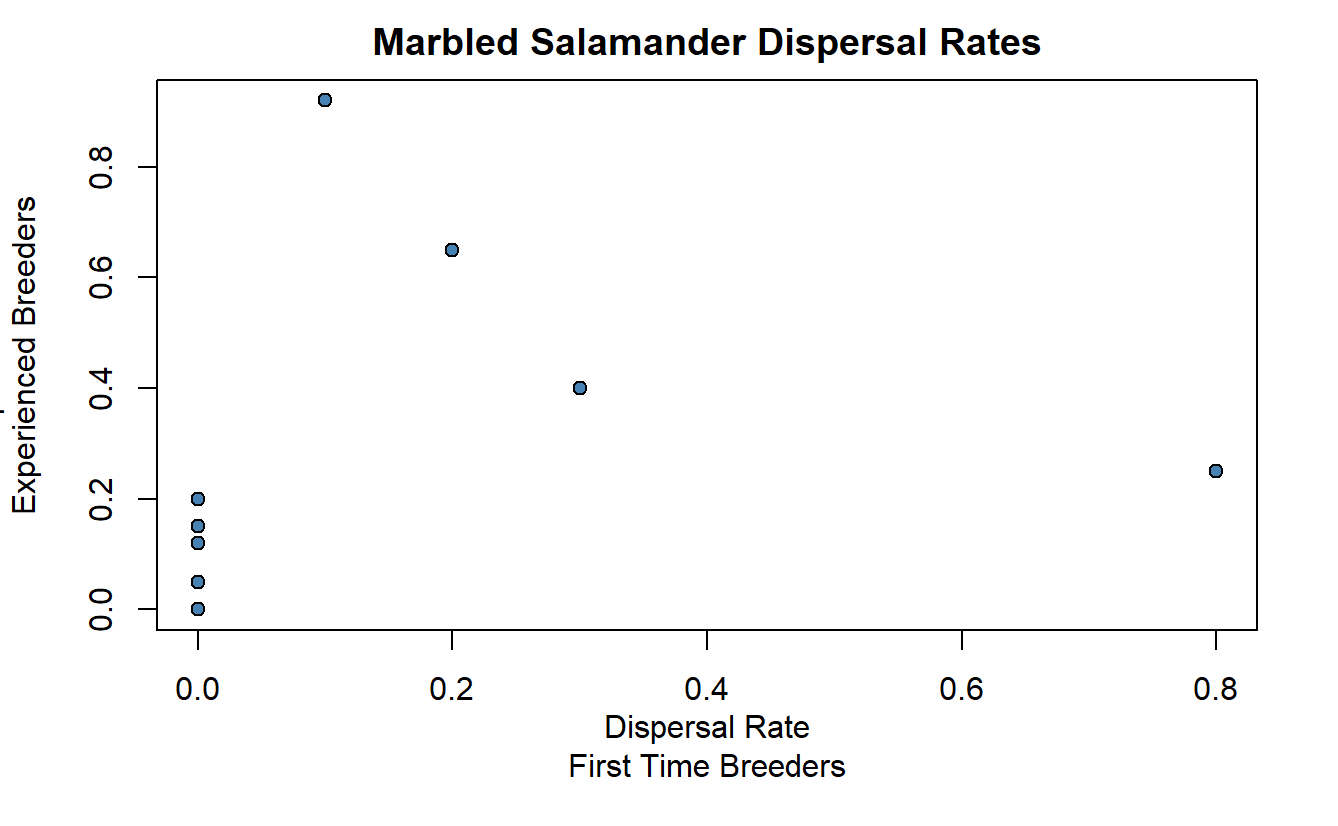 Marbled Salamander Dispersal Rates
Experienced Breeders
0.8
0.6
0.4
0.2
0.0
0.0 0.2 0.4 0.6 0.8
Dispersal Rate
First Time Breeders